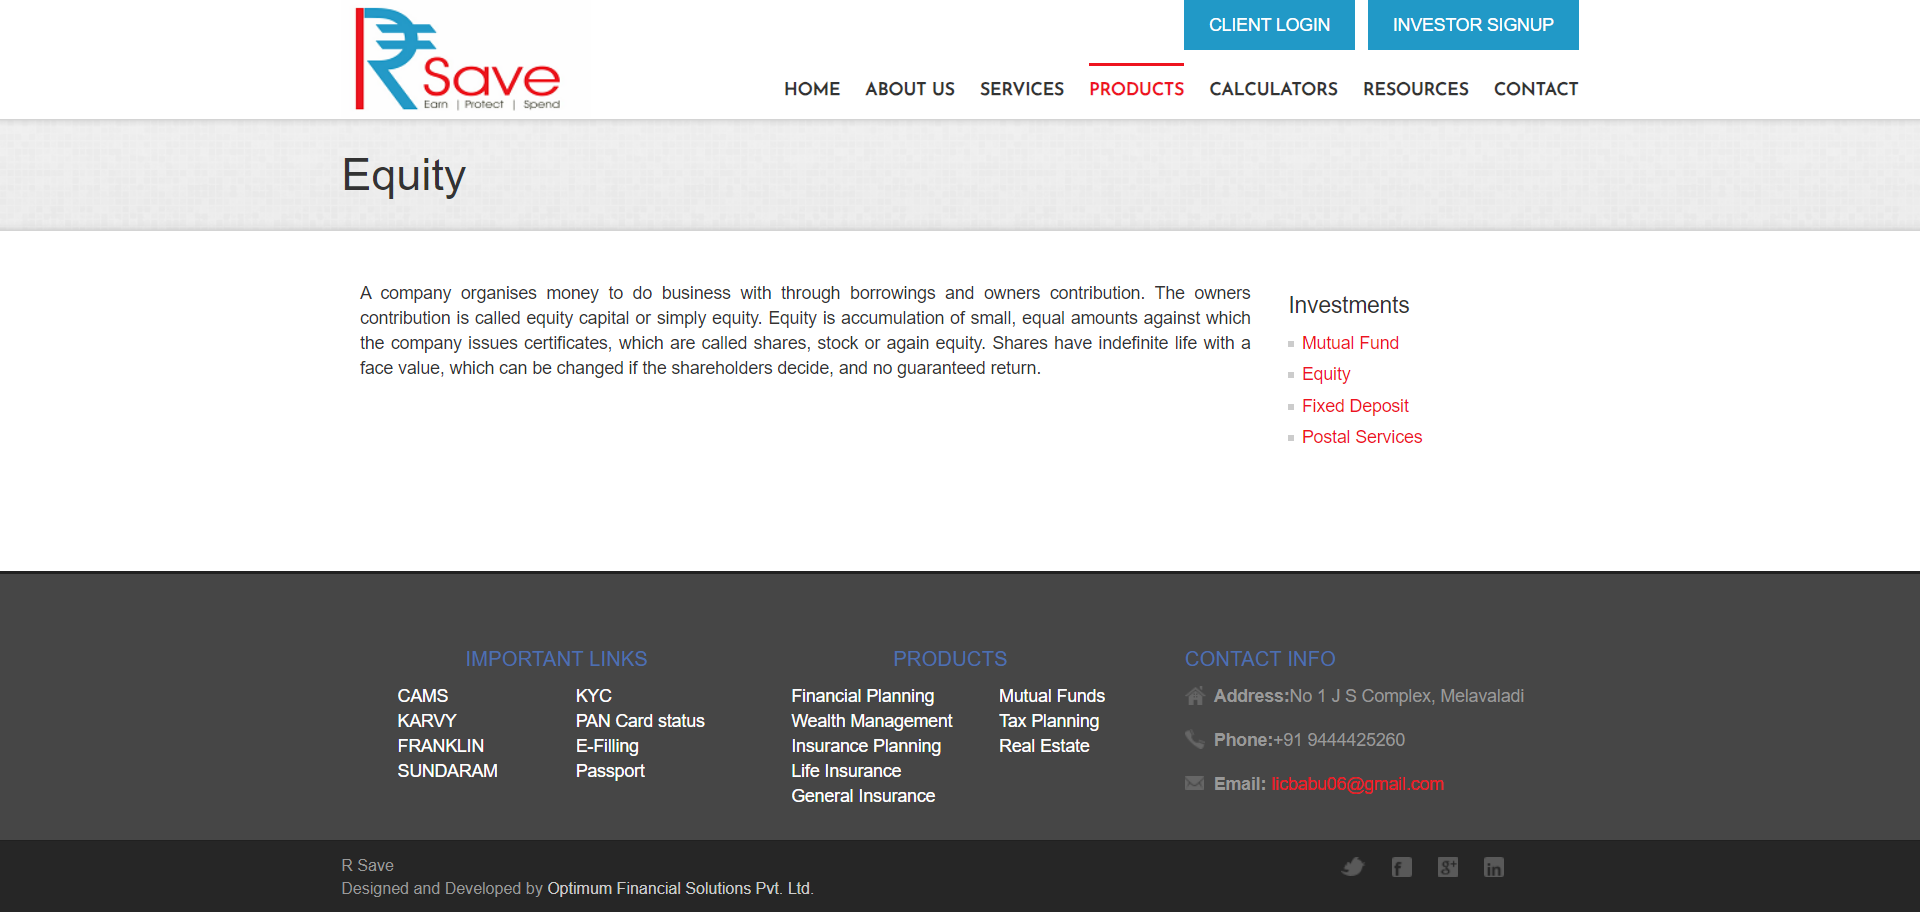 CLIENT LOGIN
INVESTOR SIGNUP
R Save
Earn | Protect | Spend
HOME
ABOUT US
SERVICES
PRODUCTS
CALCULATORS
RESOURCES
CONTACT
Equity
A company organises money to do business with through borrowings and owners contribution. The owners
contribution is called equity capital or simply equity. Equity is accumulation of small, equal amounts against which
the company issues certificates, which are called shares, stock or again equity. Shares have indefinite life with a
face value, which can be changed if the shareholders decide, and no guaranteed return.
Investments
Mutual Fund
Equity
Fixed Deposit
Postal Services
IMPORTANT LINKS
CAMS
KARVY
FRANKLIN
SUNDARAM
KYC
PAN Card status
E-Filling
Passport
PRODUCTS
Financial Planning
Wealth Management
Insurance Planning
Life Insurance
General Insurance
Mutual Funds
Tax Planning
Real Estate
CONTACT INFO
Address:No 1 J S Complex, Melavaladi
Phone:+91 9444425260
Email: licbabu06@gmail.com
R Save
Designed and Developed by Optimum Financial Solutions Pvt. Ltd.